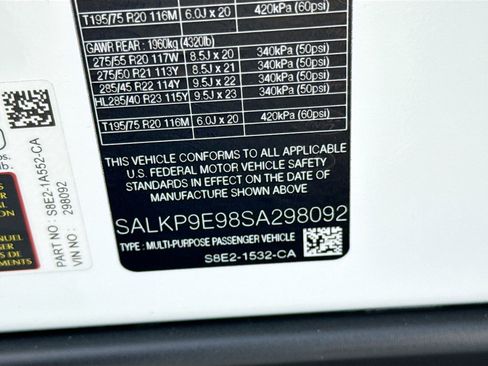 T195/75 R20 116M 6.0J x 20 420kPa (60psi)
GAWR REAR : 1960kg (4320lb)
275/55 R20 117W 8.5J x 20 340kPa (50psi)
275/50 R21 113Y 8.5J x 21 340kPa (50psi)
285/45 R22 114Y 9.5J x 22 340kPa (50psi)
HL285/40 R23 115Y 9.5J x 23 340kPa (50psi)
T195/75 R20 116M 6.0J x 20 420kPa (60psi)
THIS VEHICLE CONFORMS TO ALL APPLICABLE
U.S. FEDERAL MOTOR VEHICLE SAFETY
STANDARDS IN EFFECT ON THE DATE OF
MANUFACTURE SHOWN ABOVE
SALKP9E98SA298092
TYPE : MULTI-PURPOSE PASSENGER VEHICLE
S8E2-1532-CA
PART NO : S8E2-1A552-CA
VIN NO : 298092